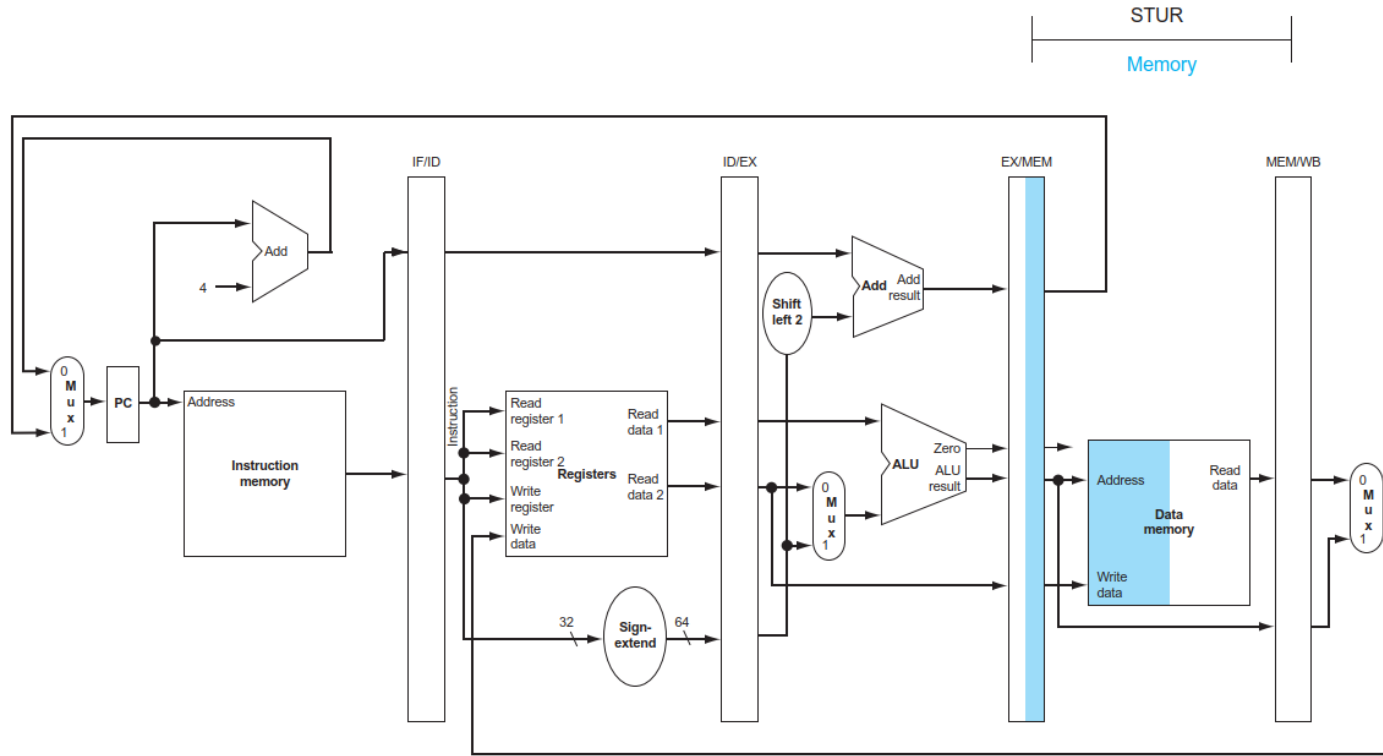 STUR
Memory
IF/ID
ID/EX
EX/MEM
MEM/WB
Add
4
Add
Add
result
Shift
left 2
0
M
u
x
1
PC
Address
Instruction
memory
Instruction
Read
register 1
Read
register 2
Write
register
Write
data
Registers
Read
data 1
Read
data 2
0
M
u
x
1
ALU
Zero
ALU
result
Address
Write
data
Data
memory
Read
data
0
M
u
x
1
32
Sign-
extend
64